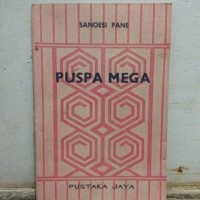 SANOESI PANE
PUSPA MEGA
PUSTAKA JAYA